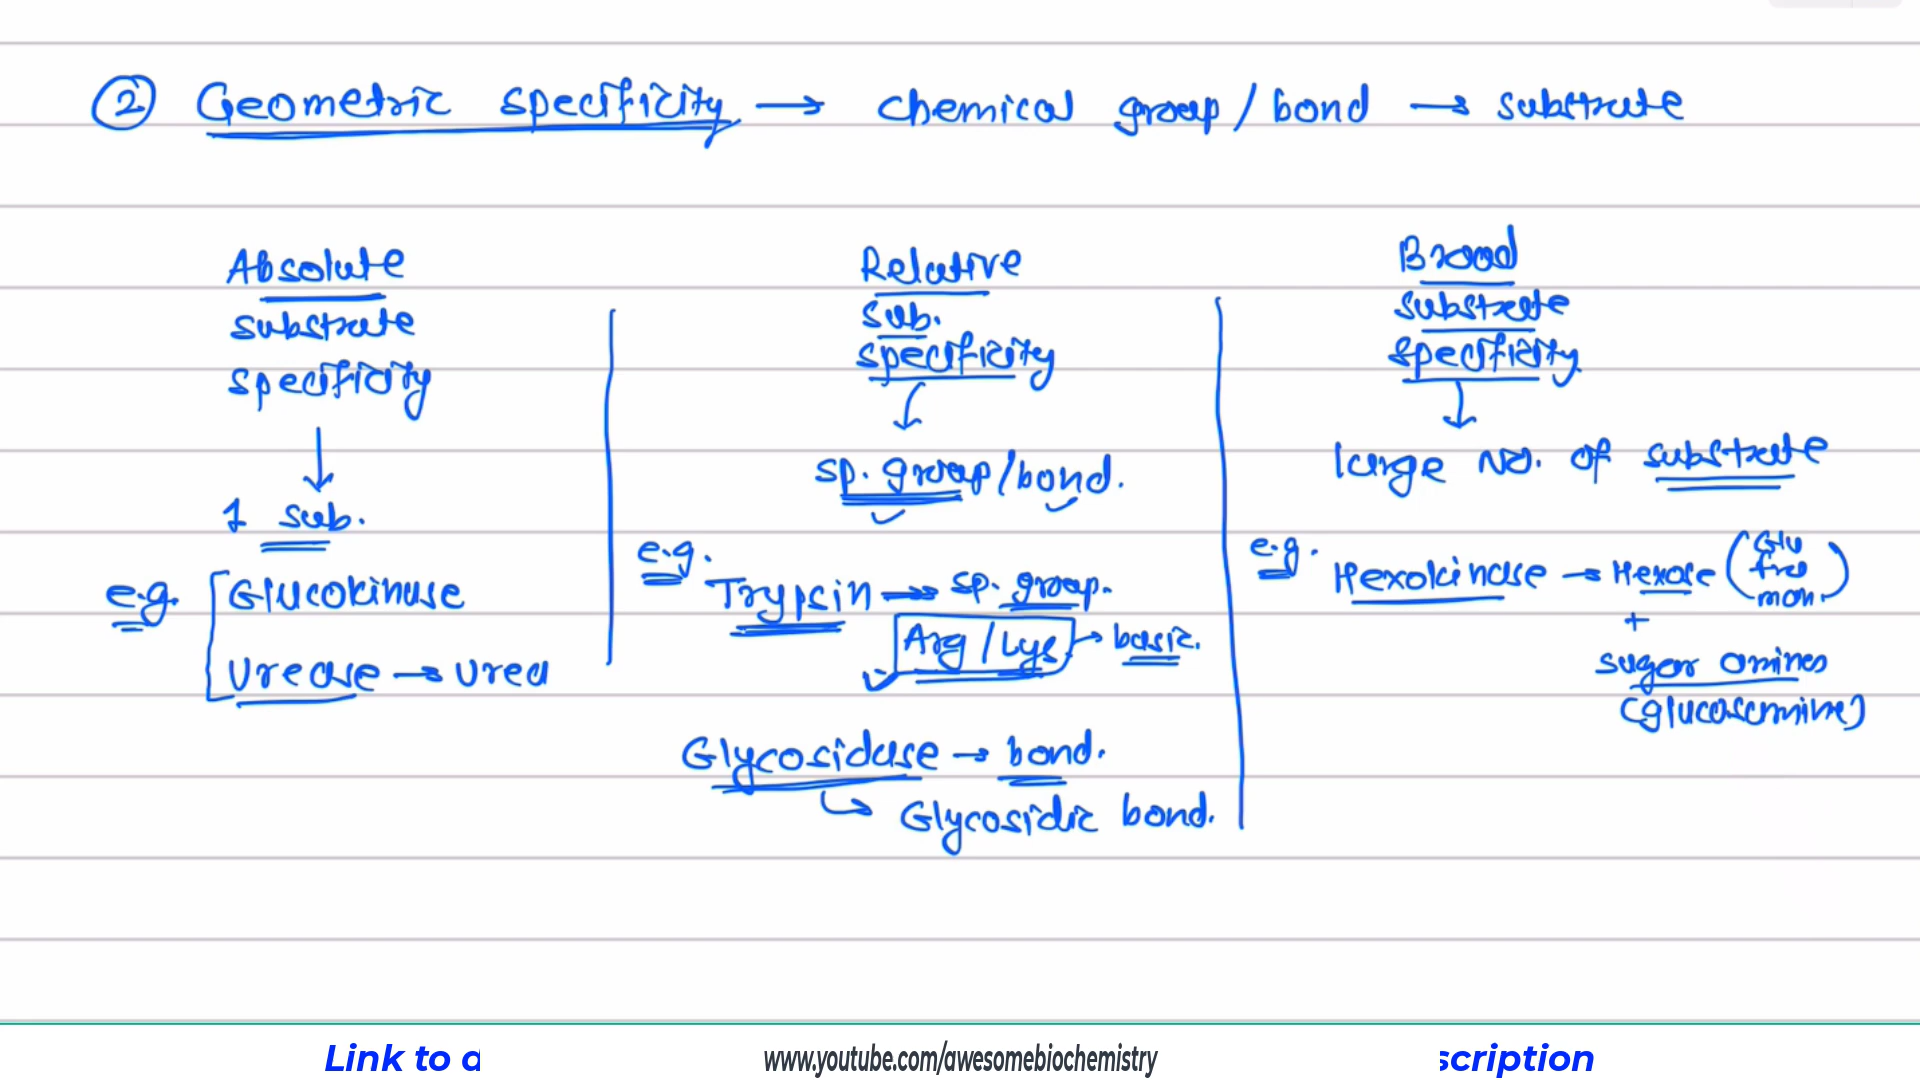 ② Geometric specificity → chemical group / bond → substrate
Absolute
substrate
specificity
↓
1 sub.
e.g. Glucokinase
Urease → Urea
Relative
sub.
specificity
↓
sp. group / bond.
e.g.
Trypsin → sp. group.
Arg / Lys → basic.
Glycosidase → bond.
↳ Glycosidic bond.
Broad
substrate
specificity
↓
large No. of substrate
e.g. Hexokinase → Hexose (Glu
fru
man.)
+
sugar amines
(glucosamine)
Link to a
www.youtube.com/awesomebiochemistry
scription